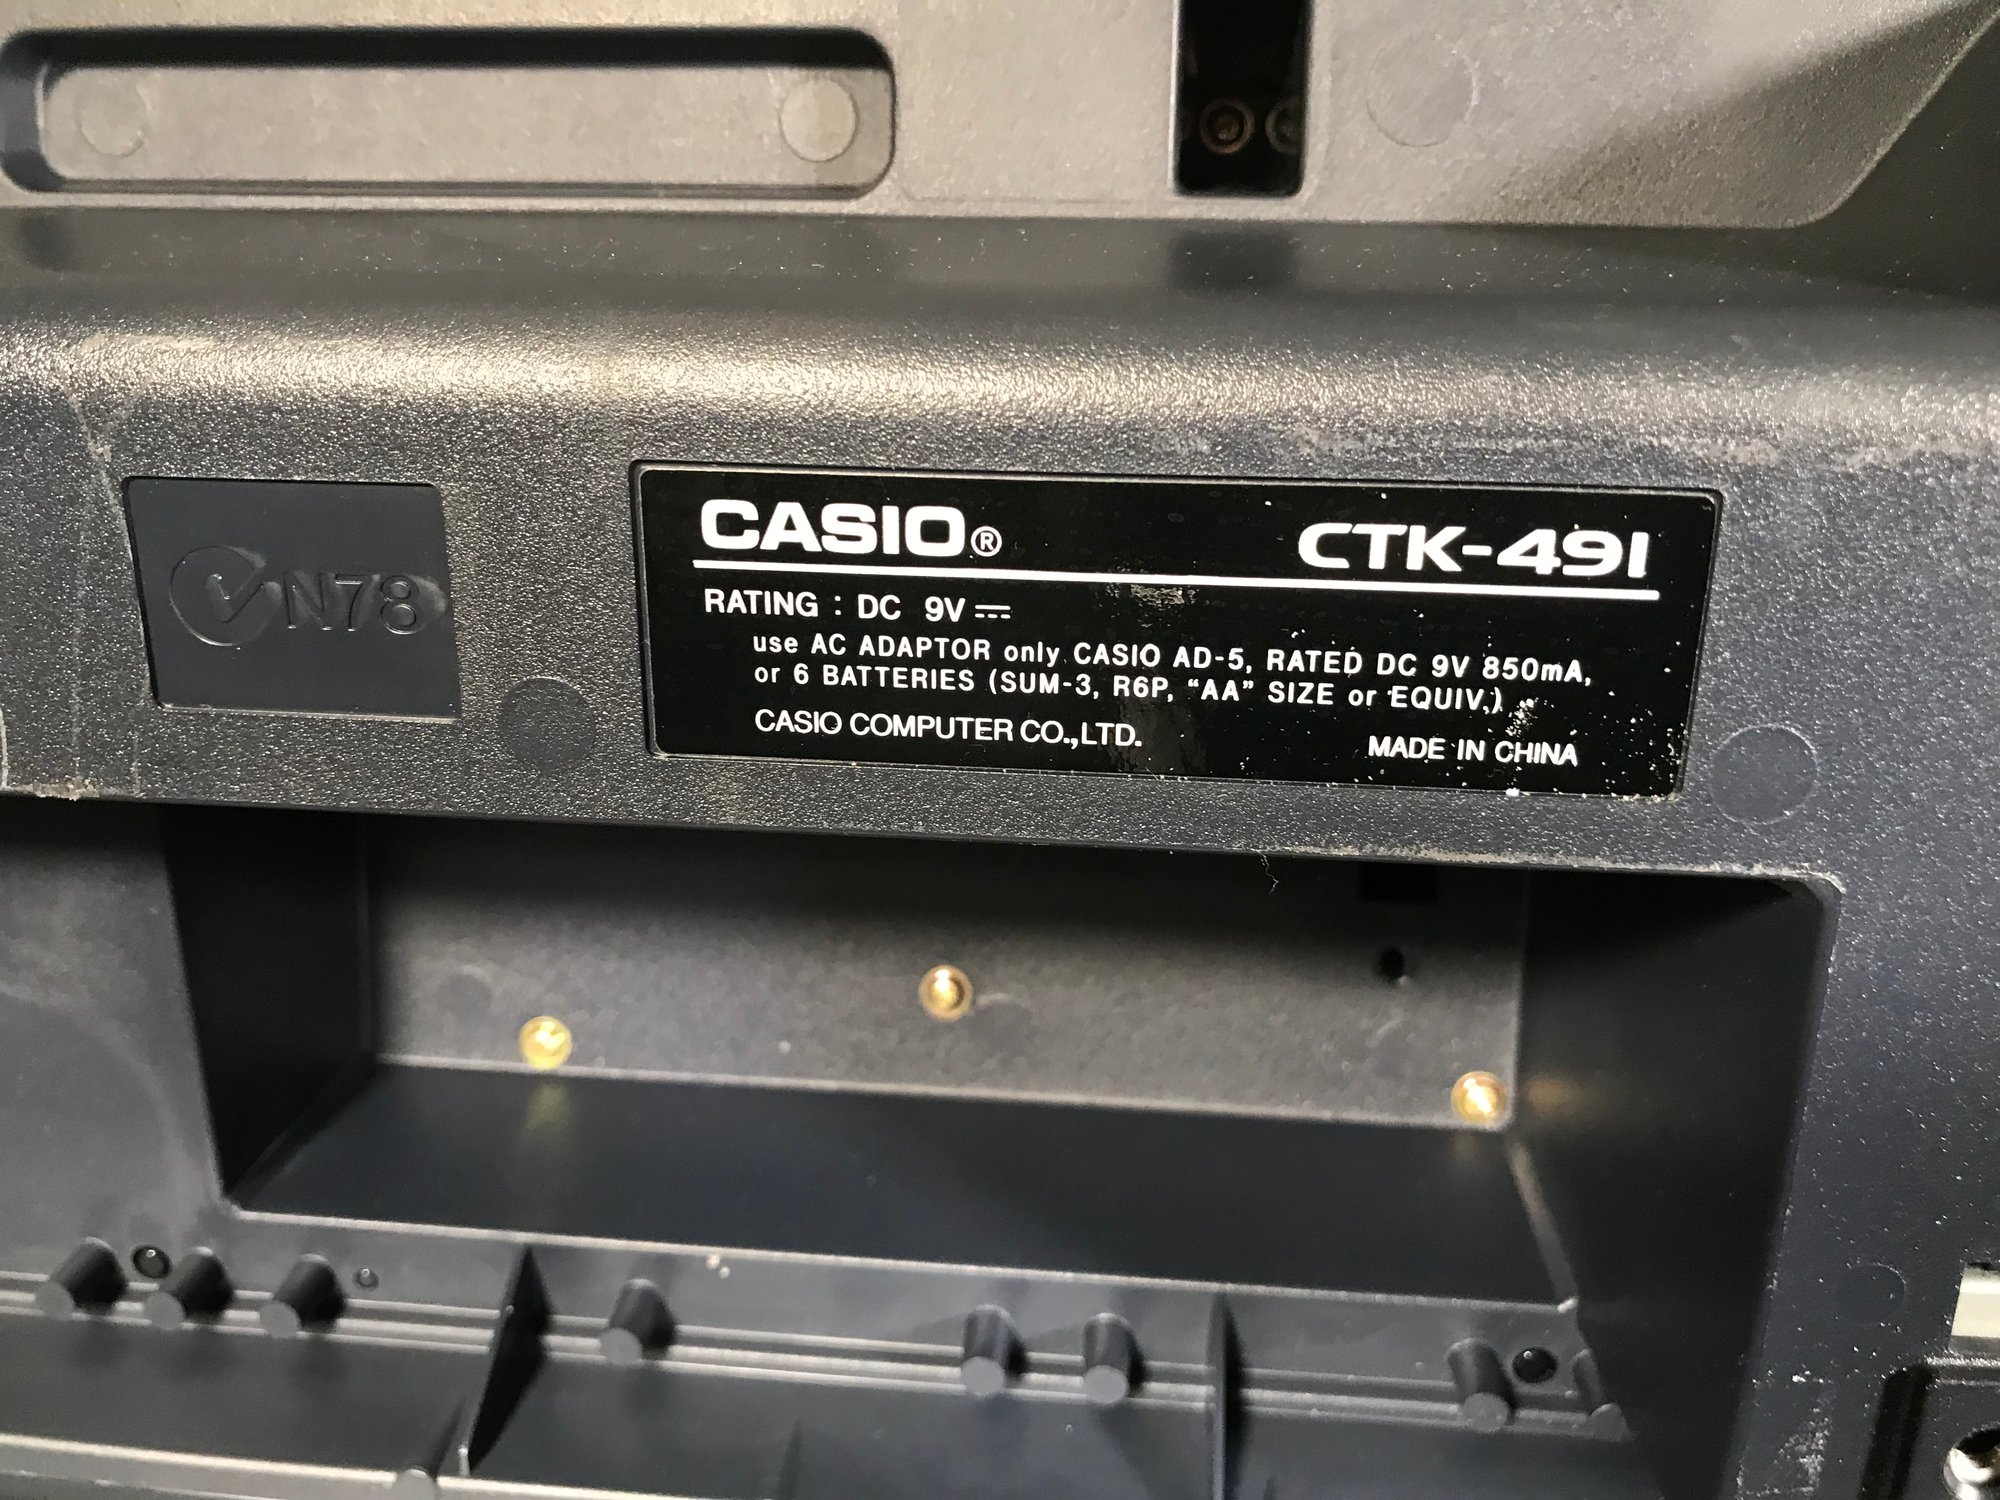 N78
CASIO® CTK-491
RATING : DC 9V ⎓
use AC ADAPTOR only CASIO AD-5, RATED DC 9V 850mA,
or 6 BATTERIES (SUM-3, R6P, “AA” SIZE or EQUIV,)
CASIO COMPUTER CO.,LTD.
MADE IN CHINA